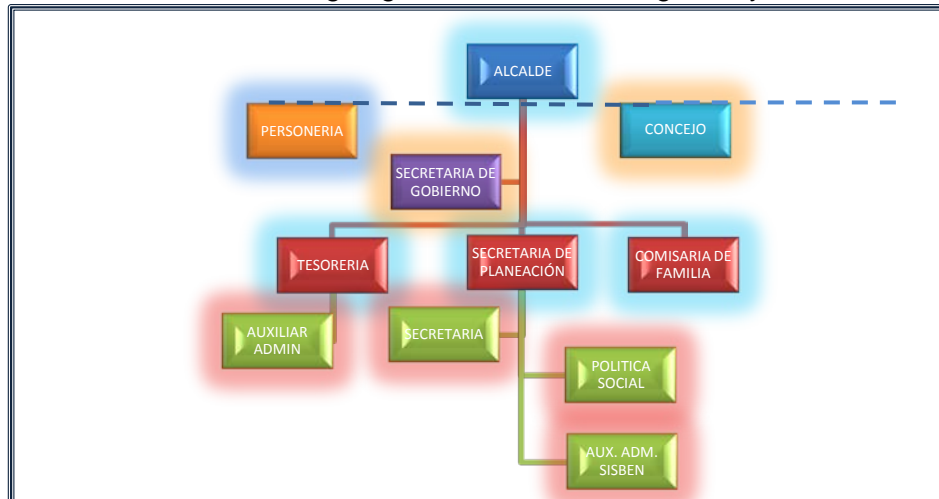 ALCALDE
PERSONERIA
CONCEJO
SECRETARIA DE
GOBIERNO
TESORERIA
SECRETARIA DE
PLANEACIÓN
COMISARIA DE
FAMILIA
AUXILIAR
ADMIN
SECRETARIA
POLITICA
SOCIAL
AUX. ADM.
SISBEN